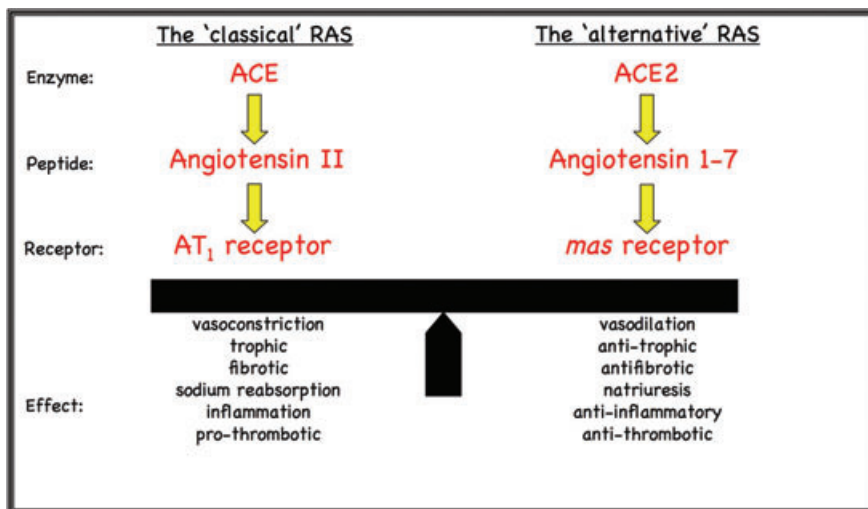 The 'classical' RAS The 'alternative' RAS
Enzyme: ACE ACE2
Peptide: Angiotensin II Angiotensin 1-7
Receptor: AT₁ receptor mas receptor
vasoconstriction vasodilation
trophic anti-trophic
fibrotic antifibrotic
sodium reabsorption natriuresis
Effect: inflammation anti-inflammatory
pro-thrombotic anti-thrombotic